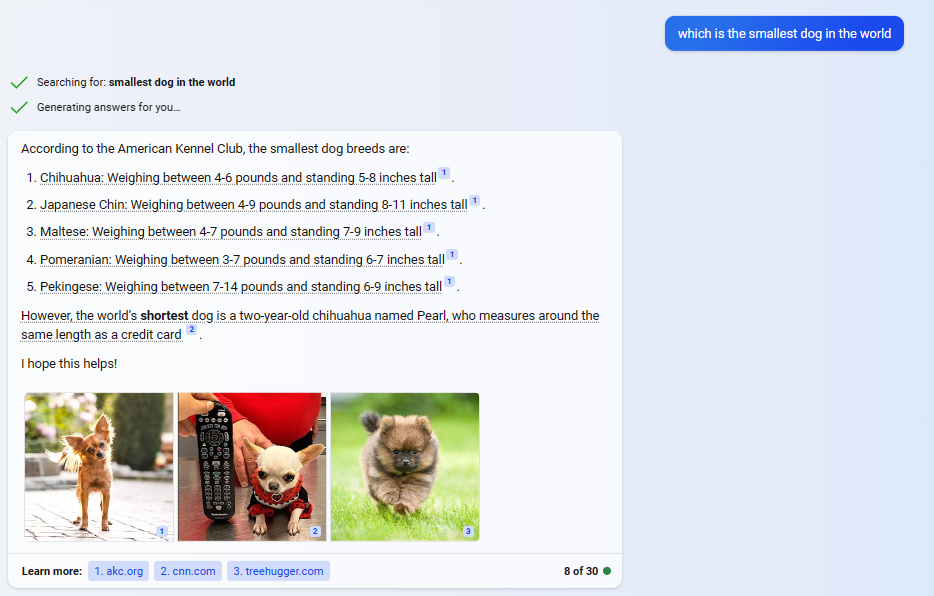 which is the smallest dog in the world
Searching for: smallest dog in the world
Generating answers for you…
According to the American Kennel Club, the smallest dog breeds are:
1. Chihuahua: Weighing between 4-6 pounds and standing 5-8 inches tall 1 .
2. Japanese Chin: Weighing between 4-9 pounds and standing 8-11 inches tall 1 .
3. Maltese: Weighing between 4-7 pounds and standing 7-9 inches tall 1 .
4. Pomeranian: Weighing between 3-7 pounds and standing 6-7 inches tall 1 .
5. Pekingese: Weighing between 7-14 pounds and standing 6-9 inches tall 1 .
However, the world’s shortest dog is a two-year-old chihuahua named Pearl, who measures around the
same length as a credit card 2 .
I hope this helps!
1 2 3
Learn more: 1. akc.org 2. cnn.com 3. treehugger.com 8 of 30